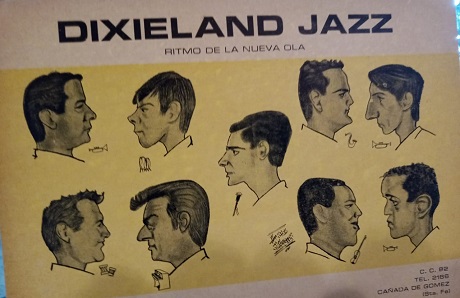 DIXIELAND JAZZ
RITMO DE LA NUEVA OLA
C. C. 92
TEL. 2156
CAÑADA DE GOMEZ
(Sta. Fe)